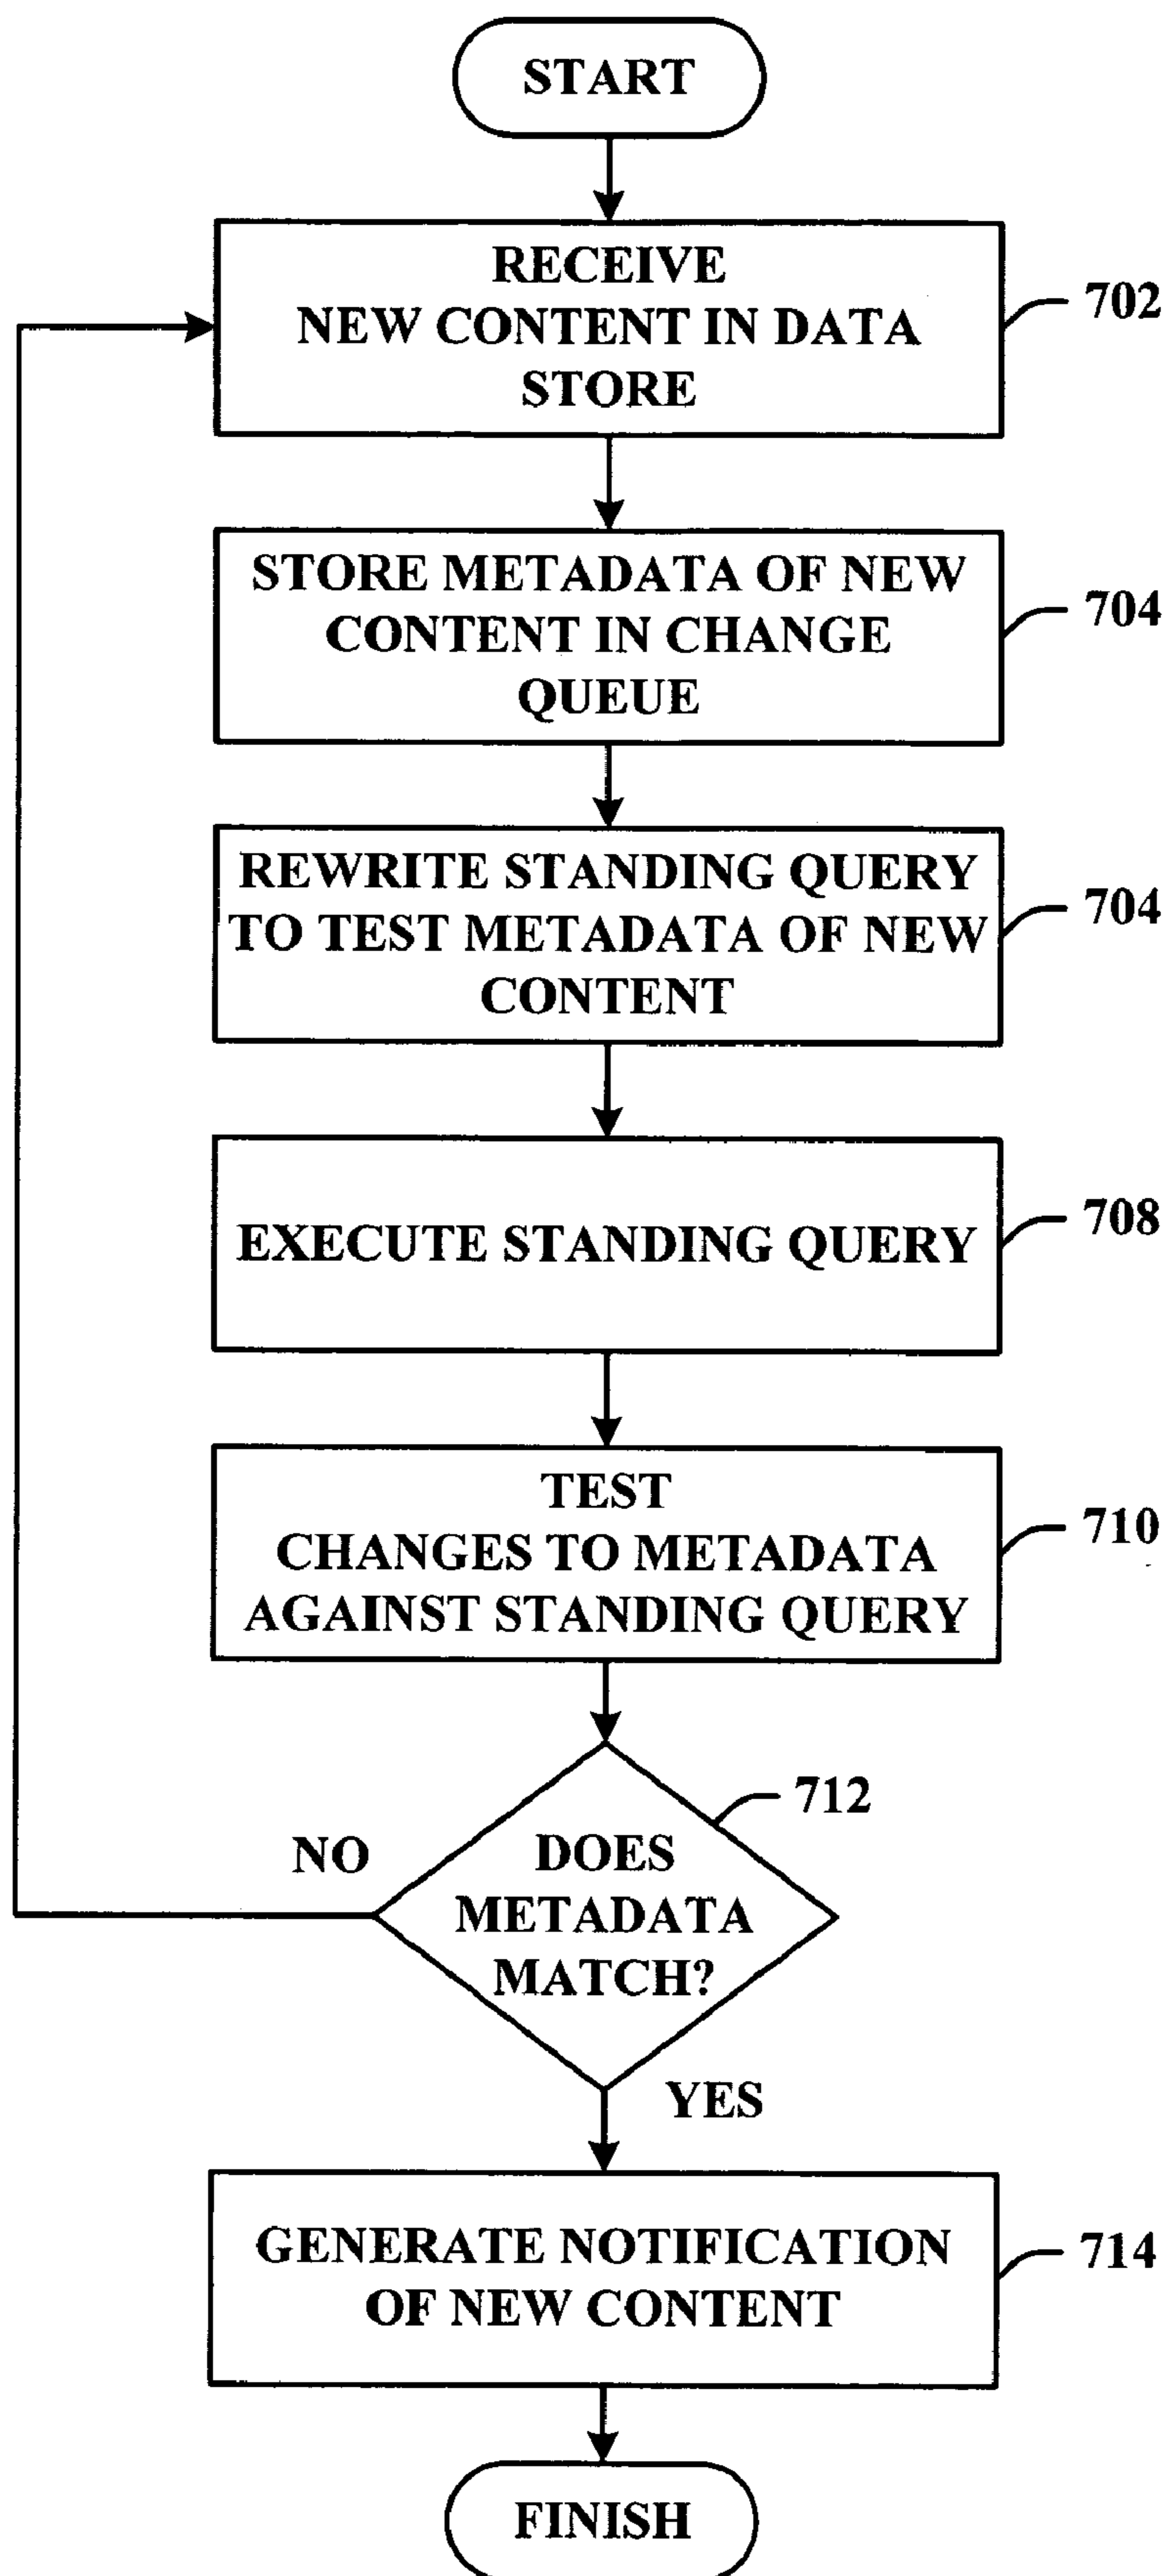 START
RECEIVE
NEW CONTENT IN DATA
STORE
702
STORE METADATA OF NEW
CONTENT IN CHANGE
QUEUE
704
REWRITE STANDING QUERY
TO TEST METADATA OF NEW
CONTENT
704
EXECUTE STANDING QUERY
708
TEST
CHANGES TO METADATA
AGAINST STANDING QUERY
710
712
NO
DOES
METADATA
MATCH?
YES
GENERATE NOTIFICATION
OF NEW CONTENT
714
FINISH